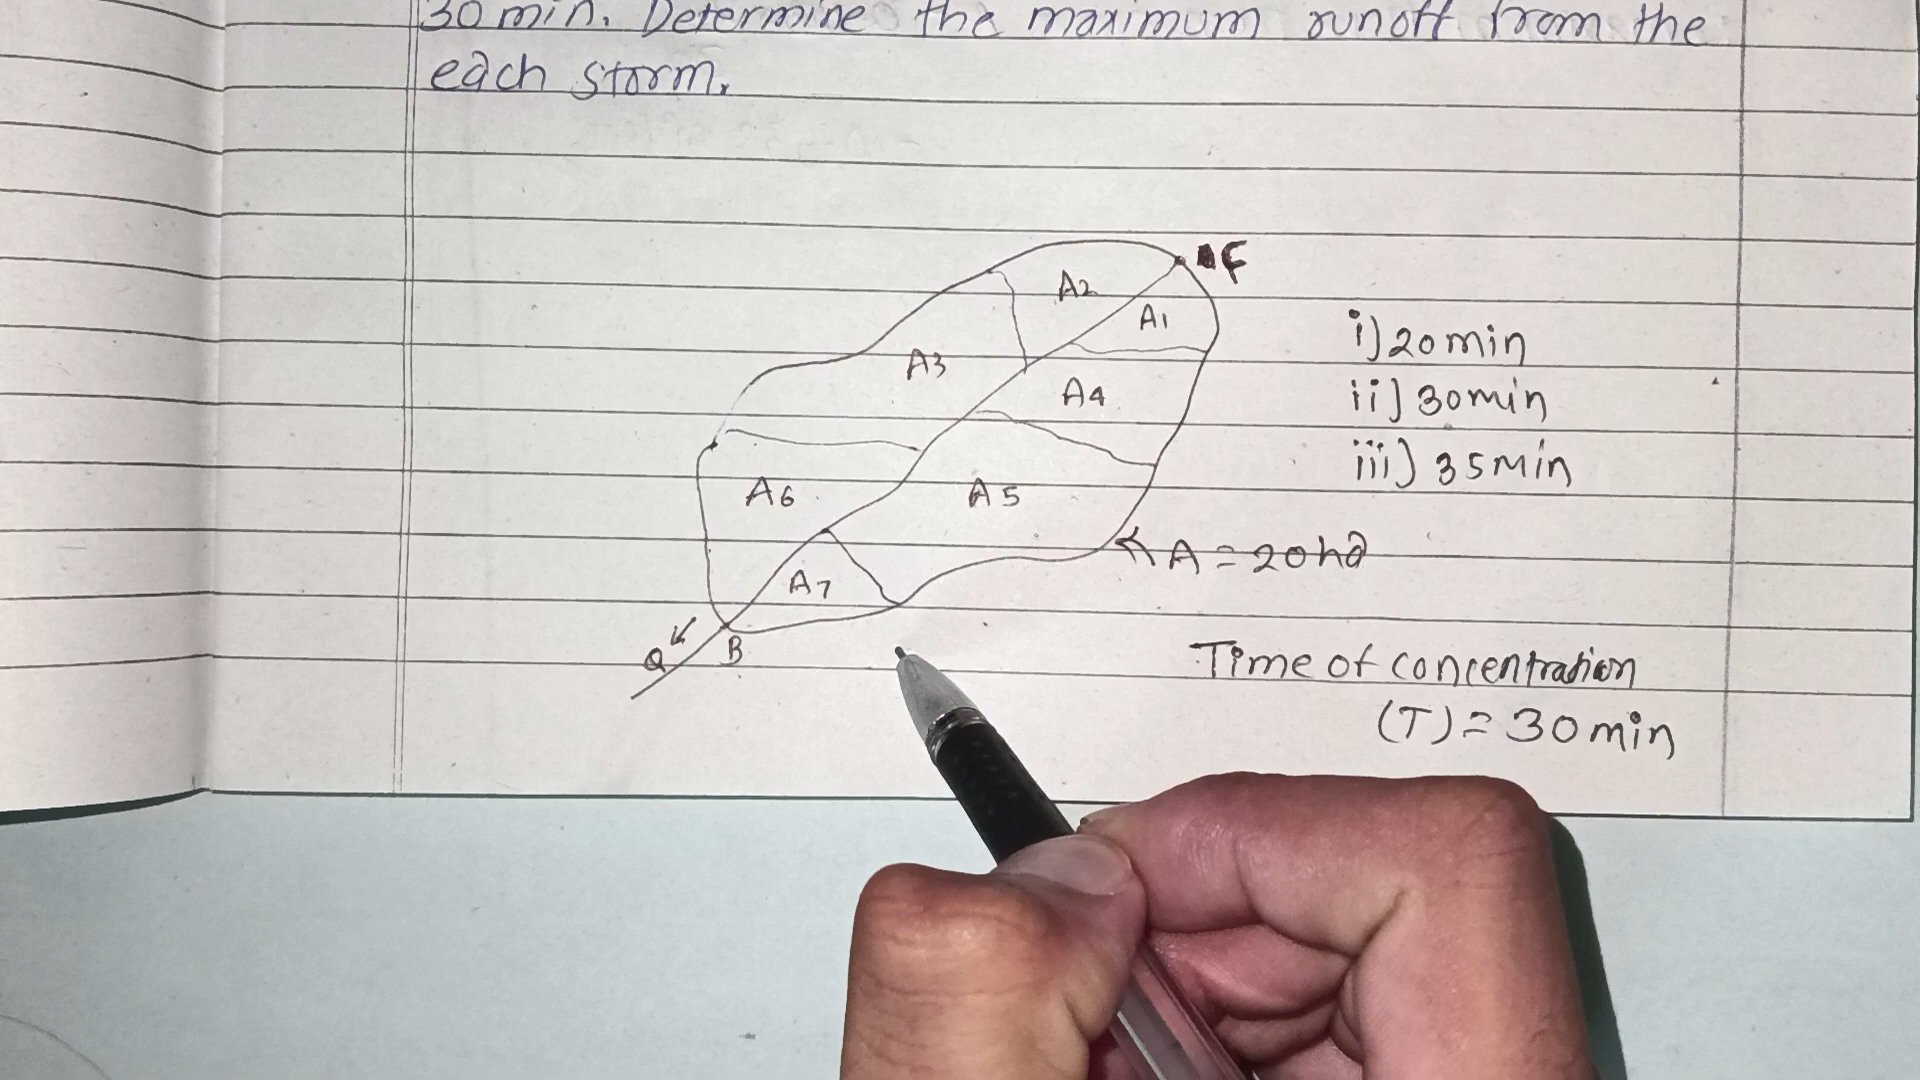 30 min. Determine the maximum runoff from the
each storm.
F
A2
A1
i) 20 min
A3
A4
ii) 30 min
iii) 35 Min
A6
A5
A = 20 ha
A7
Q
B
Time of concentration
(T) = 30 min